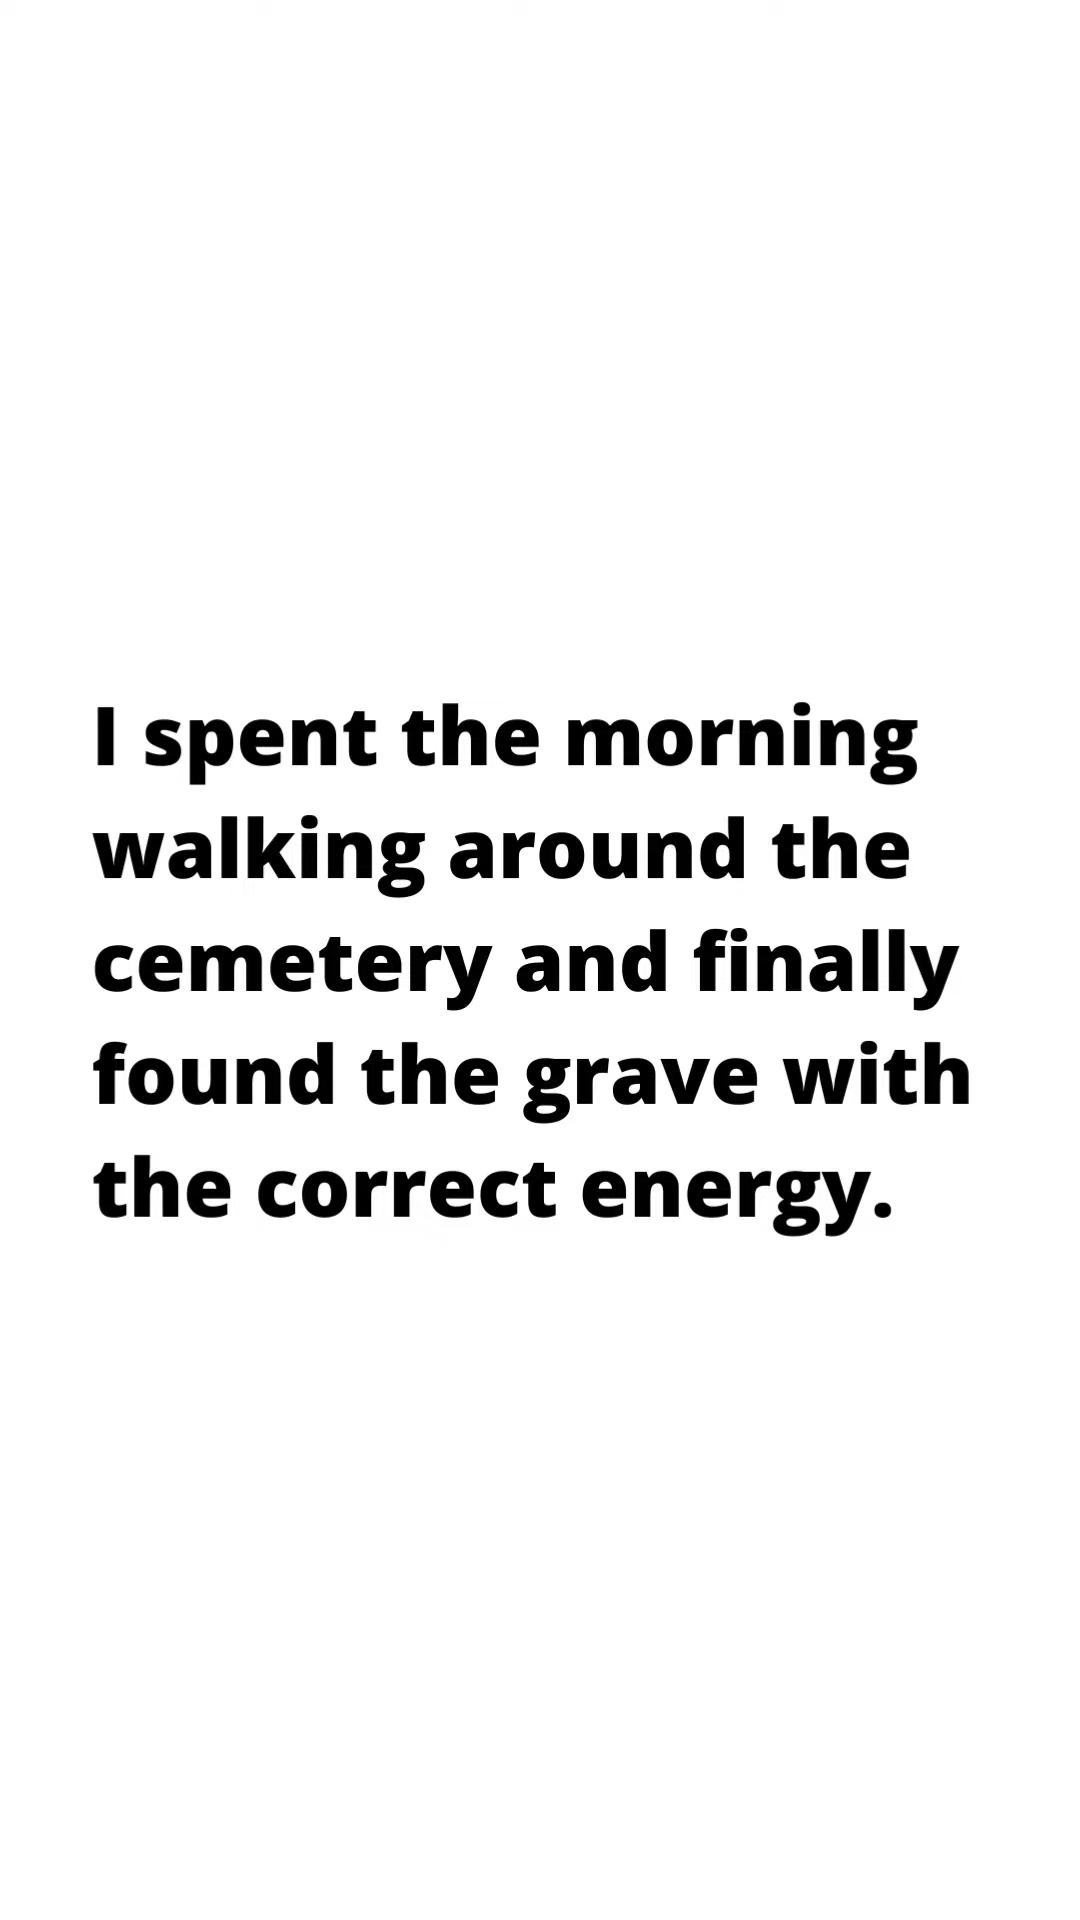 I spent the morning
walking around the
cemetery and finally
found the grave with
the correct energy.